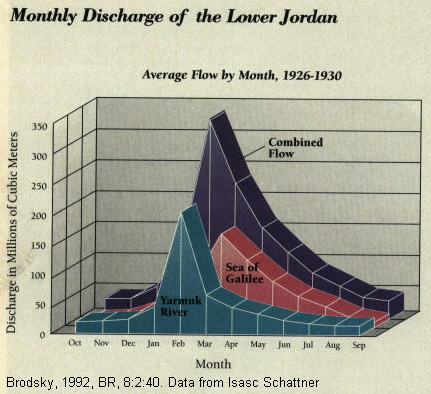 Monthly Discharge of the Lower Jordan
Average Flow by Month, 1926-1930
Discharge in Millions of Cubic Meters
350
300
250
200
150
100
50
0
Combined
Flow
Sea of
Galilee
Yarmuk
River
Oct Nov Dec Jan Feb Mar Apr May Jun Jul Aug Sep
Month
Brodsky, 1992, BR, 8:2:40. Data from Isasc Schattner